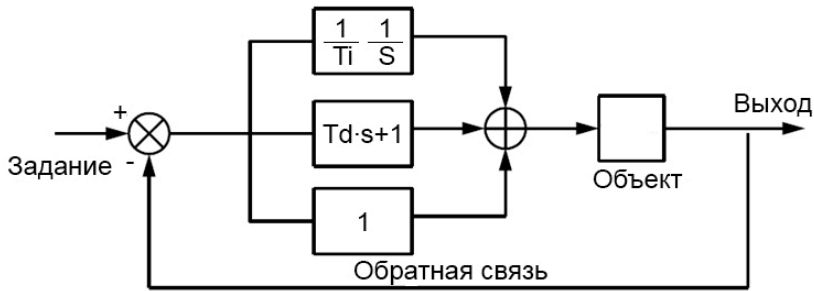 1 1
Ti S
+
Задание
-
Td·s+1
1
Объект
Выход
Обратная связь